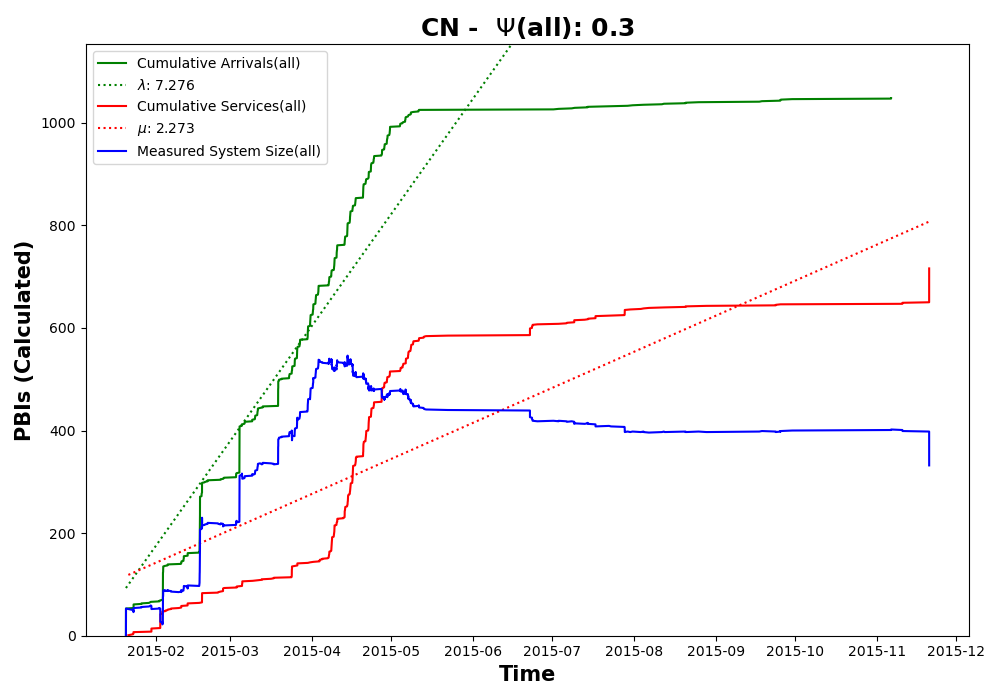 CN -  Ψ(all): 0.3
Cumulative Arrivals(all)
λ: 7.276
Cumulative Services(all)
μ: 2.273
Measured System Size(all)
PBIs (Calculated)
1000
800
600
400
200
0
2015-02 2015-03 2015-04 2015-05 2015-06 2015-07 2015-08 2015-09 2015-10 2015-11 2015-12
Time